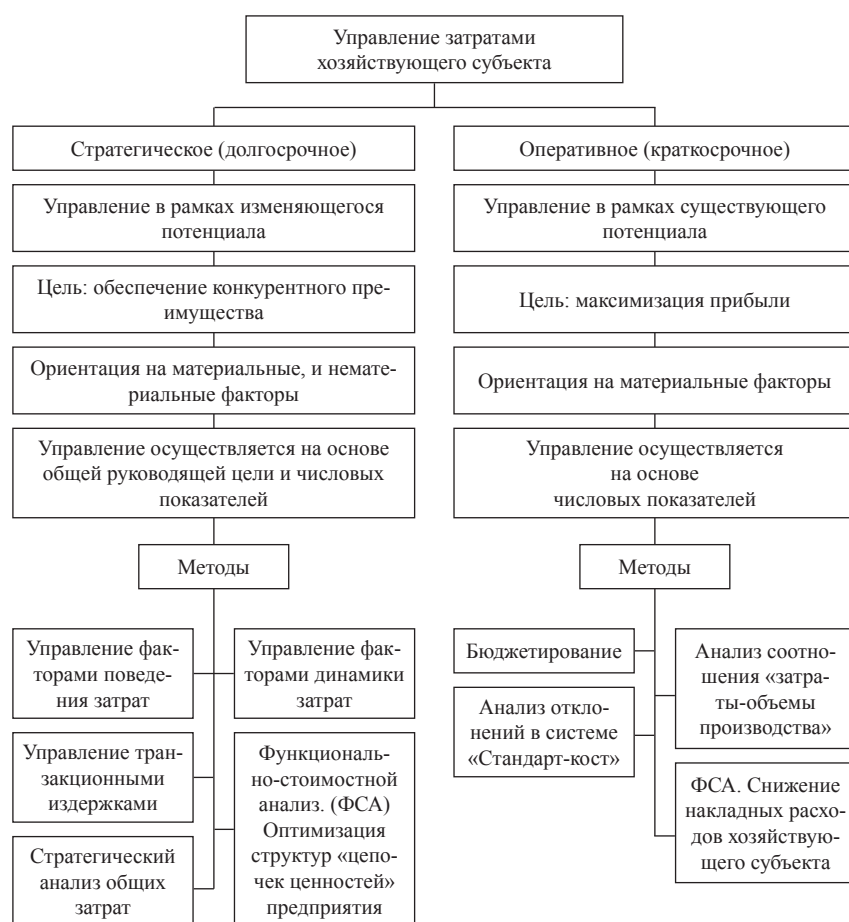 Управление затратами
хозяйствующего субъекта
Стратегическое (долгосрочное)
Управление в рамках изменяющегося
потенциала
Цель: обеспечение конкурентного пре-
имущества
Ориентация на материальные, и немате-
риальные факторы
Управление осуществляется на основе
общей руководящей цели и числовых
показателей
Методы
Управление фак-
торами поведе-
ния затрат
Управление фак-
торами динамики
затрат
Управление тран-
закционными
издержками
Функциональ-
но-стоимостной
анализ. (ФСА)
Оптимизация
структур «цепо-
чек ценностей»
предприятия
Стратегический
анализ общих
затрат
Оперативное (краткосрочное)
Управление в рамках существующего
потенциала
Цель: максимизация прибыли
Ориентация на материальные факторы
Управление осуществляется
на основе
числовых показателей
Методы
Бюджетирование
Анализ соотно-
шения «затра-
ты-объемы
производства»
Анализ откло-
нений в системе
«Стандарт-кост»
ФСА. Снижение
накладных расхо-
дов хозяйствую-
щего субъекта